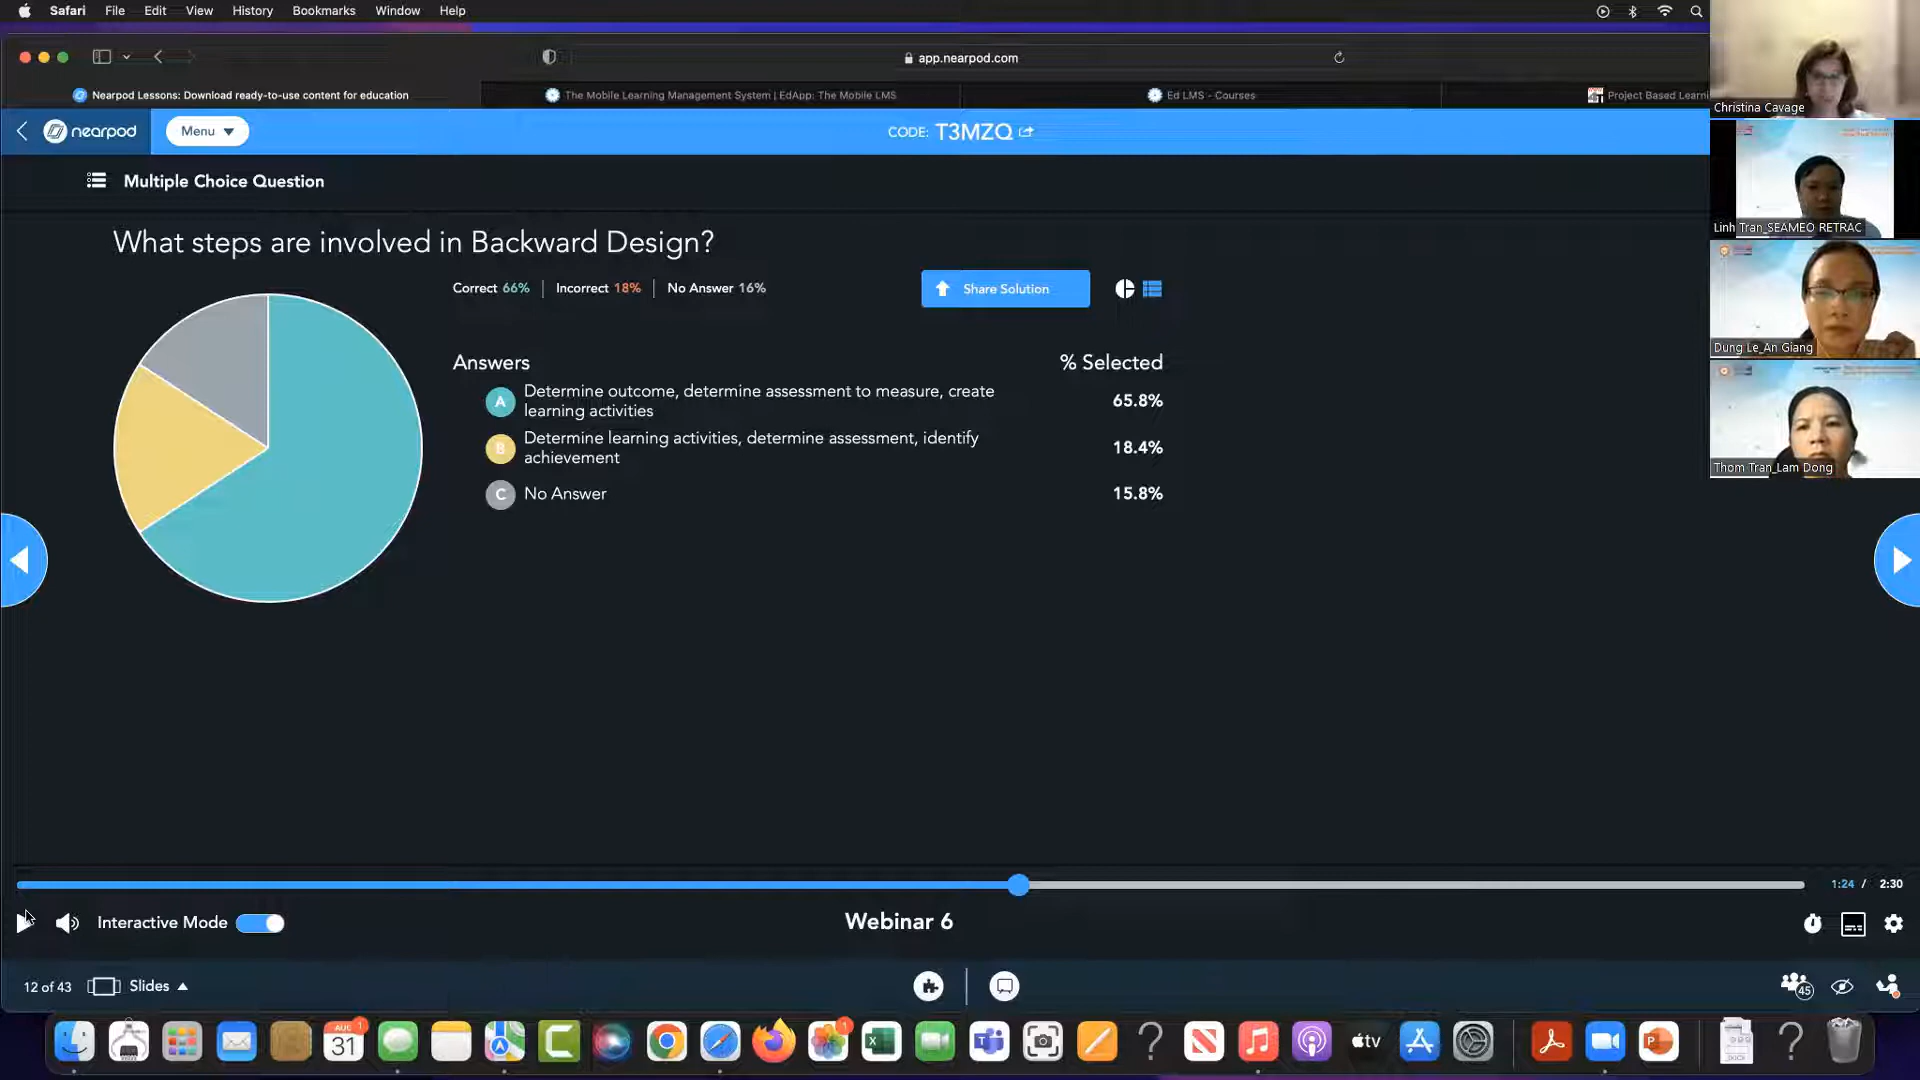 Safari File Edit View History Bookmarks Window Help
app.nearpod.com
Nearpod Lessons: Download ready-to-use content for education
The Mobile Learning Management System | EdApp: The Mobile LMS
Ed LMS - Courses
Project Based Learni
nearpod
Menu
CODE: T3MZQ
Multiple Choice Question
What steps are involved in Backward Design?
Correct 66% | Incorrect 18% | No Answer 16%
Share Solution
Answers
% Selected
A Determine outcome, determine assessment to measure, create
learning activities
65.8%
B Determine learning activities, determine assessment, identify
achievement
18.4%
C No Answer
15.8%
Christina Cavage
Linh Tran_SEAMEO RETRAC
Dung Le_An Giang
Thom Tran_Lam Dong
1:24 / 2:30
Interactive Mode
Webinar 6
12 of 43
Slides
45
AUG
31
1
1
tv